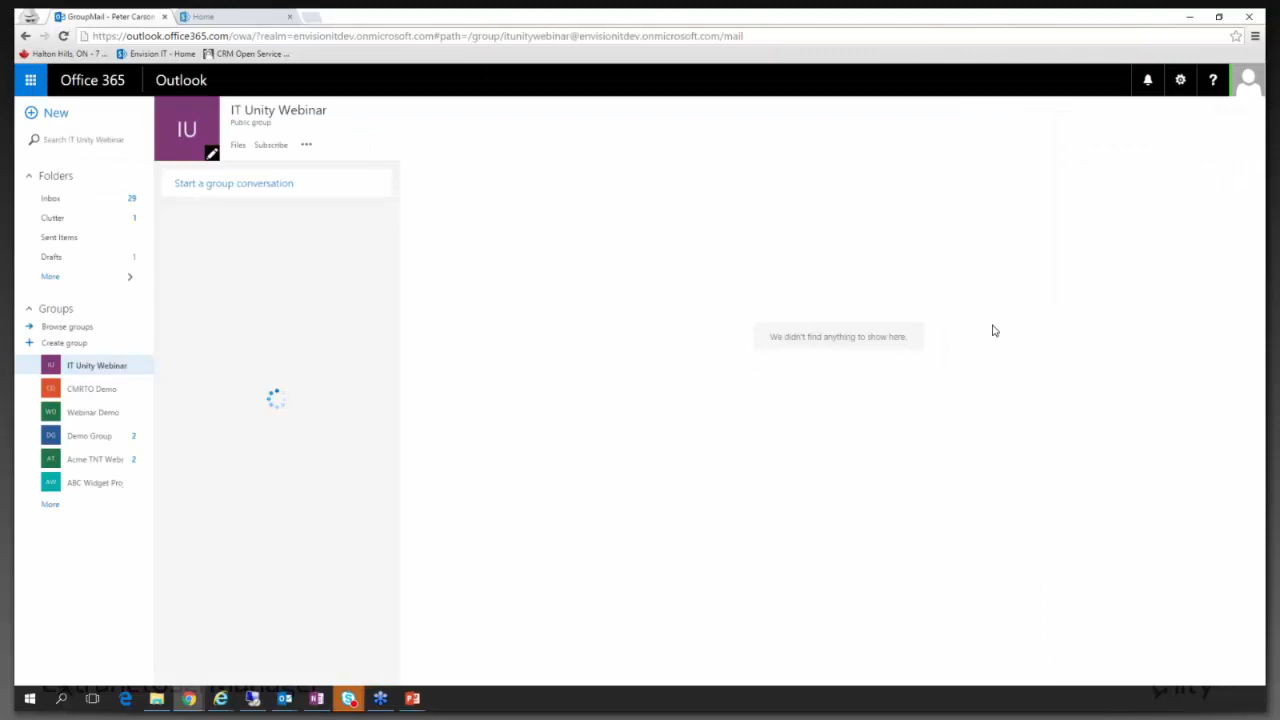 GroupMail - Peter Carson
Home
https://outlook.office365.com/owa/?realm=envisionitdev.onmicrosoft.com#path=/group/itunitywebinar@envisionitdev.onmicrosoft.com/mail
Halton Hills, ON - 7 ...
Envision IT - Home
CRM Open Service ...
Office 365
Outlook
?
New
Search IT Unity Webinar
Folders
Inbox 29
Clutter 1
Sent Items
Drafts 1
More
Groups
Browse groups
Create group
IU IT Unity Webinar
CD CMRTO Demo
WD Webinar Demo
DG Demo Group 2
AT Acme TNT Webi 2
AW ABC Widget Proj
More
IU
IT Unity Webinar
Public group
Files Subscribe •••
Start a group conversation
We didn't find anything to show here.